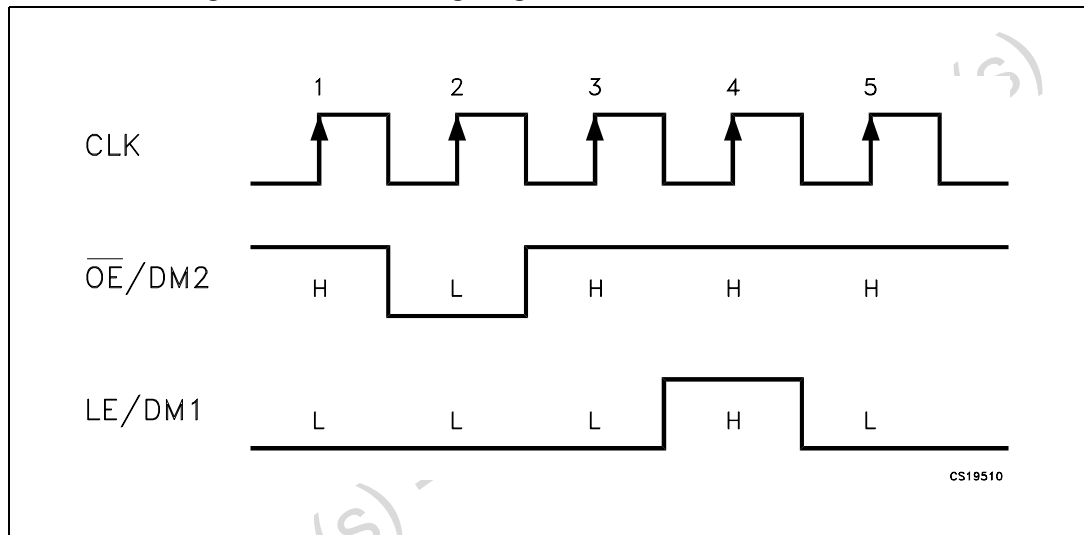 1 2 3 4 5
CLK
OE/DM2
H L H H H
LE/DM1
L L L H L
CS19510
(s)
(s)